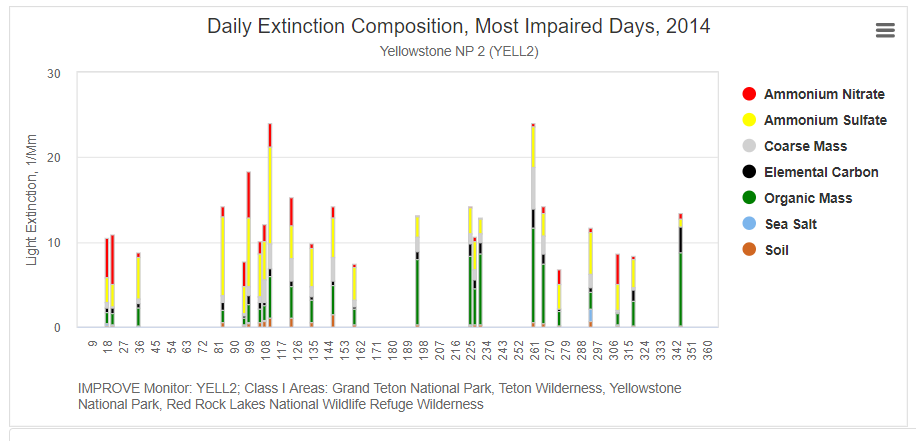 Daily Extinction Composition, Most Impaired Days, 2014
Yellowstone NP 2 (YELL2)
Light Extinction, 1/Mm
30
20
10
0
9 18 27 36 45 54 63 72 81 90 99 108 117 126 135 144 153 162 171 180 189 198 207 216 225 234 243 252 261 270 279 288 297 306 315 324 333 342 351 360
Ammonium Nitrate
Ammonium Sulfate
Coarse Mass
Elemental Carbon
Organic Mass
Sea Salt
Soil
IMPROVE Monitor: YELL2; Class I Areas: Grand Teton National Park, Teton Wilderness, Yellowstone
National Park, Red Rock Lakes National Wildlife Refuge Wilderness